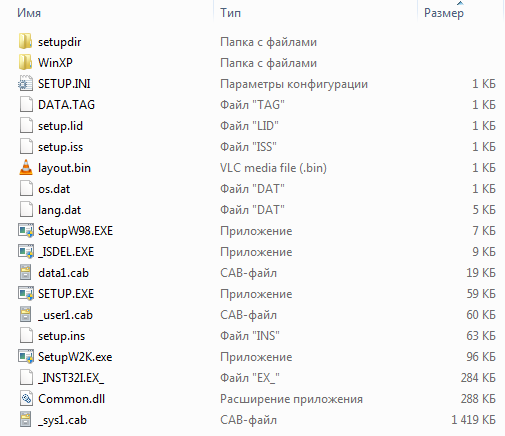 Имя Тип Размер
setupdir Папка с файлами
WinXP Папка с файлами
SETUP.INI Параметры конфигурации 1 КБ
DATA.TAG Файл "TAG" 1 КБ
setup.lid Файл "LID" 1 КБ
setup.iss Файл "ISS" 1 КБ
layout.bin VLC media file (.bin) 1 КБ
os.dat Файл "DAT" 1 КБ
lang.dat Файл "DAT" 5 КБ
SetupW98.EXE Приложение 7 КБ
_ISDEL.EXE Приложение 9 КБ
data1.cab CAB-файл 19 КБ
SETUP.EXE Приложение 59 КБ
_user1.cab CAB-файл 60 КБ
setup.ins Файл "INS" 63 КБ
SetupW2K.exe Приложение 96 КБ
_INST32I.EX_ Файл "EX_" 284 КБ
Common.dll Расширение приложения 288 КБ
_sys1.cab CAB-файл 1 419 КБ